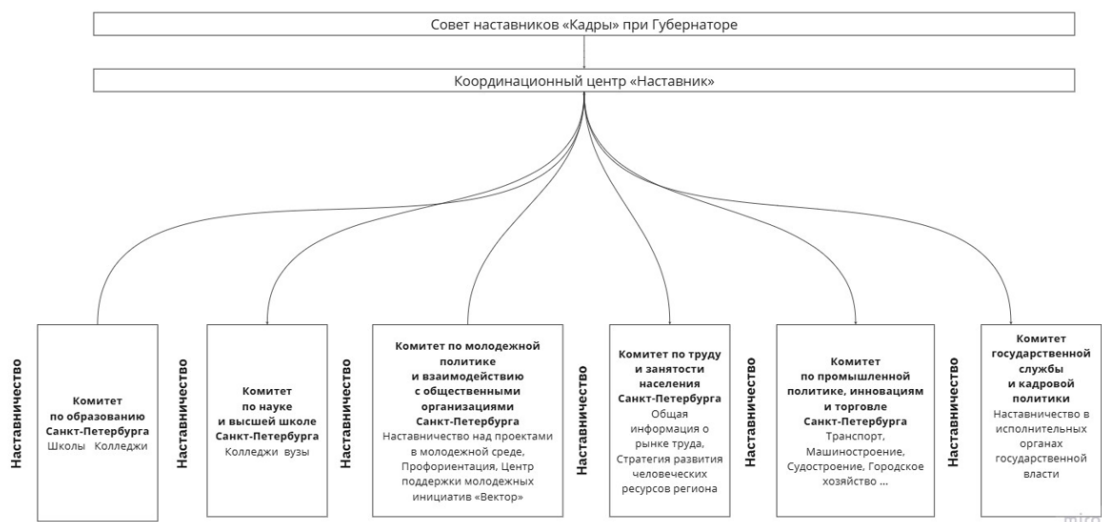 Совет наставников «Кадры» при Губернаторе
Координационный центр «Наставник»
Наставничество
Комитет
по образованию
Санкт-Петербурга
Школы Колледжи
Наставничество
Комитет
по науке
и высшей школе
Санкт-Петербурга
Колледжи вузы
Наставничество
Комитет по молодежной
политике
и взаимодействию
с общественными
организациями
Санкт-Петербурга
Наставничество над проектами
в молодежной среде,
Профориентация, Центр
поддержки молодежных
инициатив «Вектор»
Наставничество
Комитет по труду
и занятости
населения
Санкт-Петербурга
Общая
информация о
рынке труда,
Стратегия развития
человеческих
ресурсов региона
Наставничество
Комитет
по промышленной
политике, инновациям
и торговле
Санкт-Петербурга
Транспорт,
Машиностроение,
Судостроение, Городское
хозяйство ...
Наставничество
Комитет
государственной
службы
и кадровой
политики
Наставничество в
исполнительных
органах
государственной
власти
miro